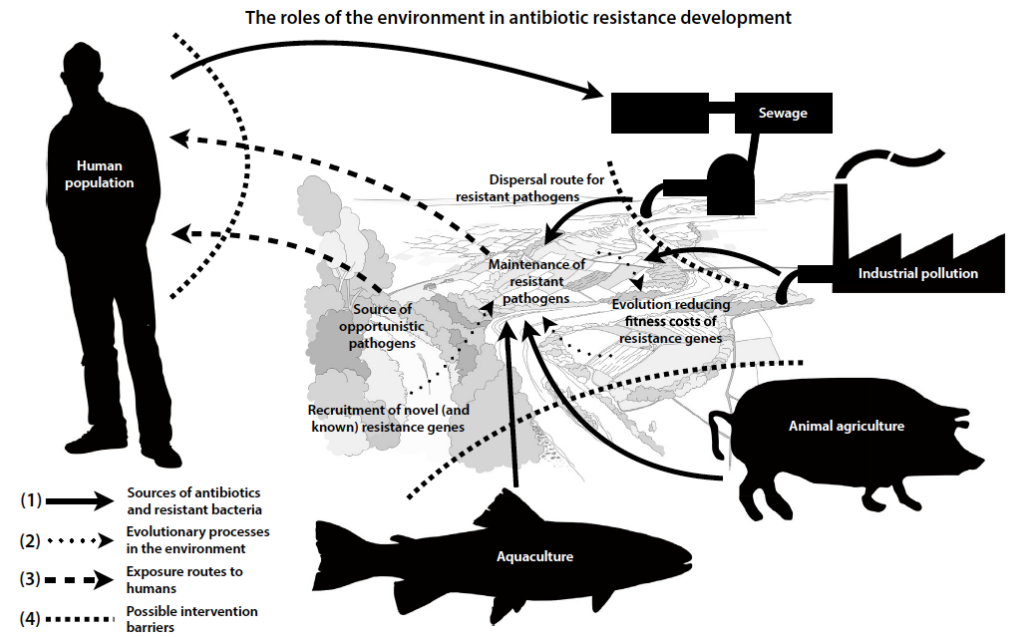 The roles of the environment in antibiotic resistance development
Sewage
Human
population
Dispersal route for
resistant pathogens
Industrial pollution
Maintenance of
resistant
pathogens
Source of
opportunistic
pathogens
Evolution reducing
fitness costs of
resistance genes
Recruitment of novel (and
known) resistance genes
Animal agriculture
Aquaculture
(1) Sources of antibiotics
and resistant bacteria
(2) Evolutionary processes
in the environment
(3) Exposure routes to
humans
(4) Possible intervention
barriers